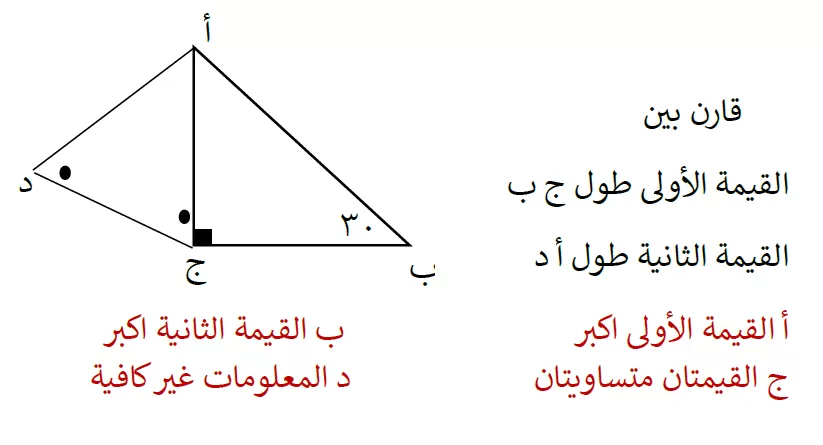 أ
د
٣٠
ج
ب
قارن بين
القيمة الأولى طول ج ب
القيمة الثانية طول أ د
أ القيمة الأولى اكبر
ب القيمة الثانية اكبر
ج القيمتان متساويتان
د المعلومات غير كافية